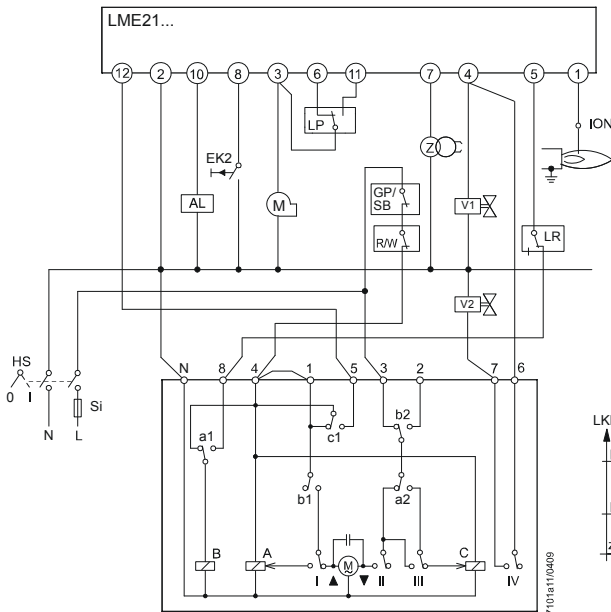 LME21...
12 2 10 8 3 6 11 7 4 5 1
LP
ION
EK2
Z
AL
M
GP/
SB
V1
R/W
LR
V2
HS
0 I
Si
N L
N 8 4 1 5 3 2 7 6
a1
c1
b2
b1
a2
B A I M II III C IV
7101a11/0409
LK